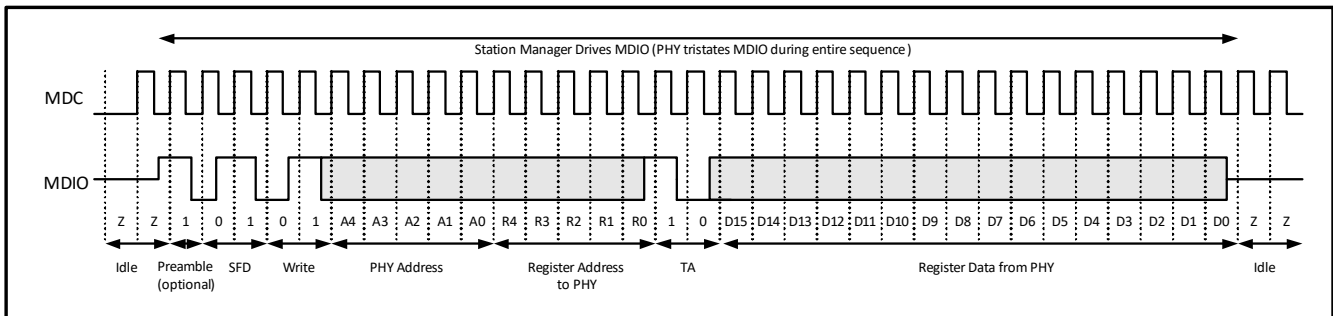 Station Manager Drives MDIO (PHY tristates MDIO during entire sequence)
MDC
MDIO
Z Z 1 0 1 0 1 A4 A3 A2 A1 A0 R4 R3 R2 R1 R0 1 0 D15 D14 D13 D12 D11 D10 D9 D8 D7 D6 D5 D4 D3 D2 D1 D0 Z Z
Idle Preamble SFD Write PHY Address Register Address TA Register Data from PHY Idle
(optional) to PHY